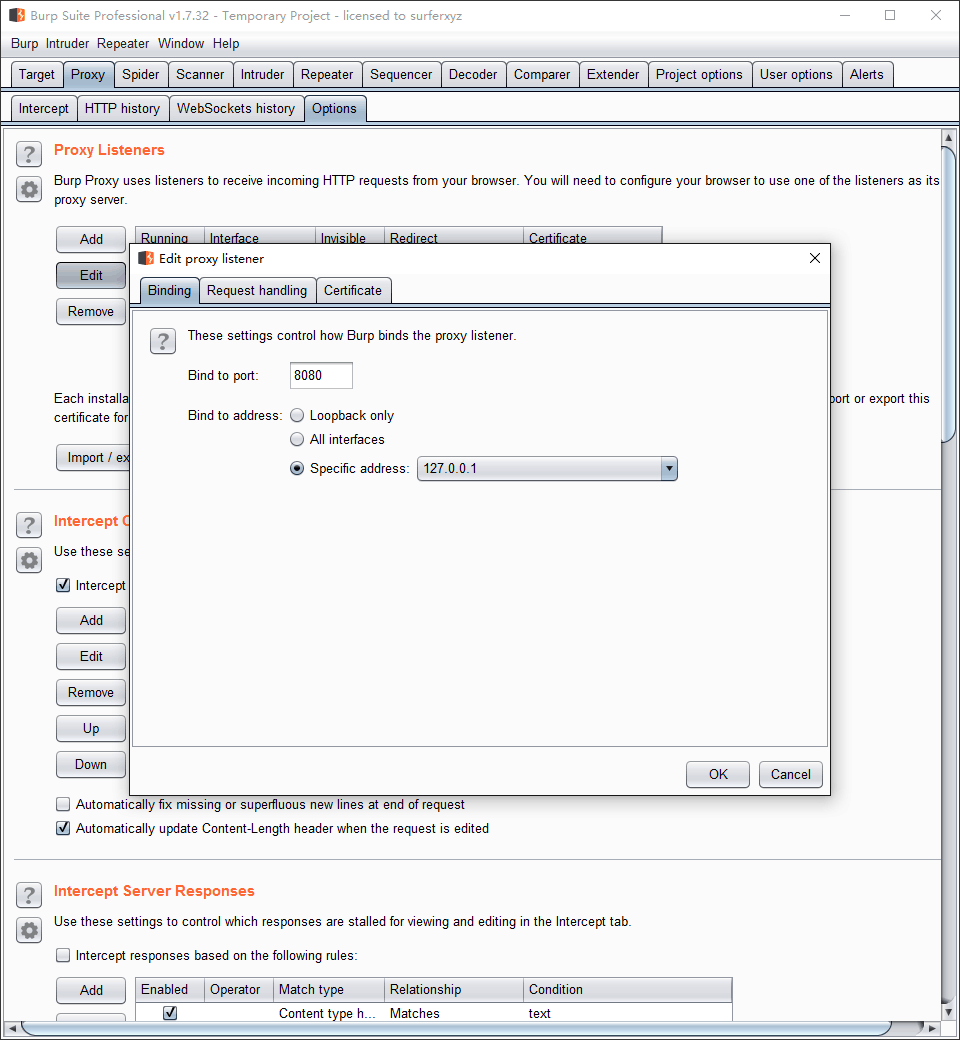 Burp Suite Professional v1.7.32 - Temporary Project - licensed to surferxyz
Burp Intruder Repeater Window Help
Target Proxy Spider Scanner Intruder Repeater Sequencer Decoder Comparer Extender Project options User options Alerts
Intercept HTTP history WebSockets history Options
? Proxy Listeners
Burp Proxy uses listeners to receive incoming HTTP requests from your browser. You will need to configure your browser to use one of the listeners as its
proxy server.
Add Running Interface Invisible Redirect Certificate
Edit proxy listener
Edit
Binding Request handling Certificate
Remove
? These settings control how Burp binds the proxy listener.
Bind to port: 8080
Each installa
ort or export this
certificate for
Bind to address: Loopback only
All interfaces
Import / ex
Specific address: 127.0.0.1
? Intercept C
Use these se
Intercept
Add
Edit
Remove
Up
Down
OK Cancel
Automatically fix missing or superfluous new lines at end of request
Automatically update Content-Length header when the request is edited
? Intercept Server Responses
Use these settings to control which responses are stalled for viewing and editing in the Intercept tab.
Intercept responses based on the following rules:
Add Enabled Operator Match type Relationship Condition
Content type h... Matches text